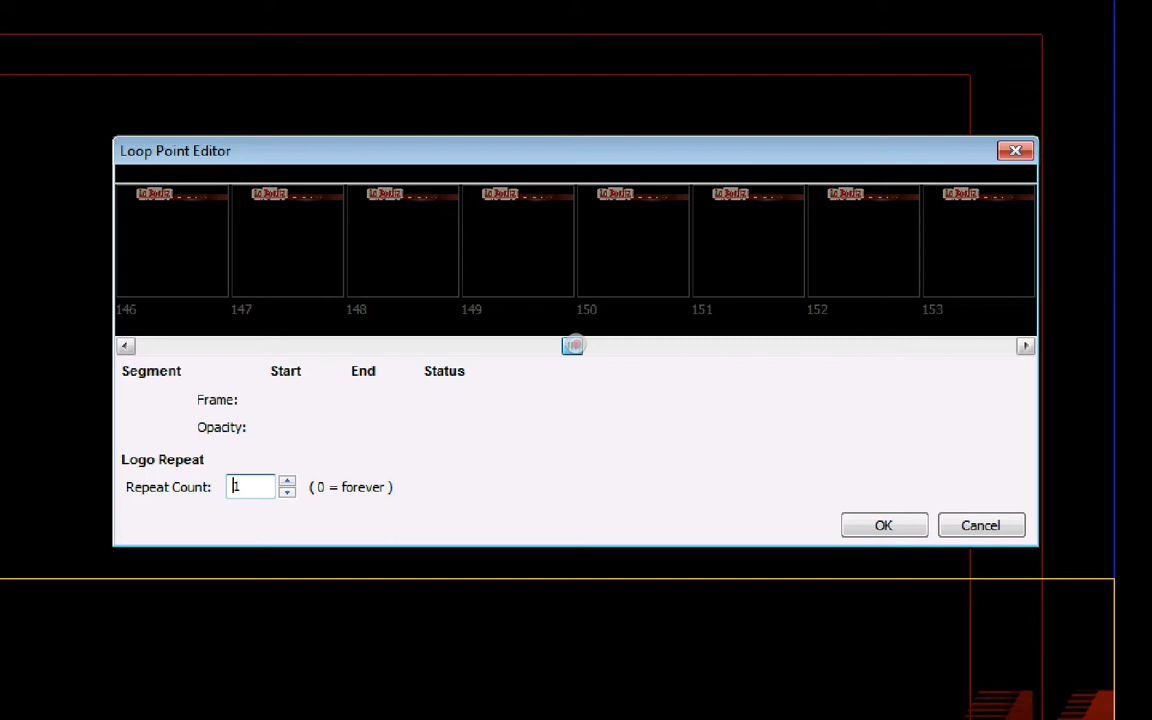 Loop Point Editor
146 147 148 149 150 151 152 153
Segment Start End Status
Frame:
Opacity:
Logo Repeat
Repeat Count: 1 ( 0 = forever )
OK Cancel